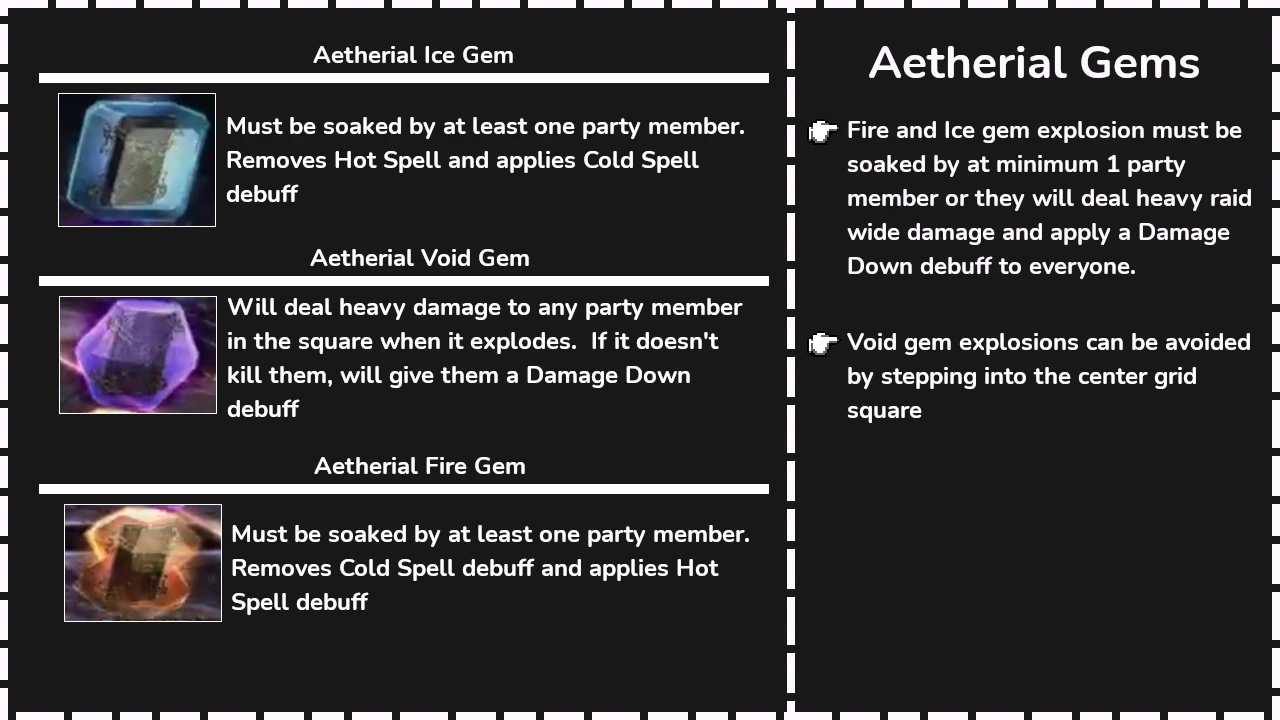 Aetherial Ice Gem
Must be soaked by at least one party member.
Removes Hot Spell and applies Cold Spell
debuff
Aetherial Void Gem
Will deal heavy damage to any party member
in the square when it explodes.  If it doesn't
kill them, will give them a Damage Down
debuff
Aetherial Fire Gem
Must be soaked by at least one party member.
Removes Cold Spell debuff and applies Hot
Spell debuff
Aetherial Gems
Fire and Ice gem explosion must be
soaked by at minimum 1 party
member or they will deal heavy raid
wide damage and apply a Damage
Down debuff to everyone.
Void gem explosions can be avoided
by stepping into the center grid
square